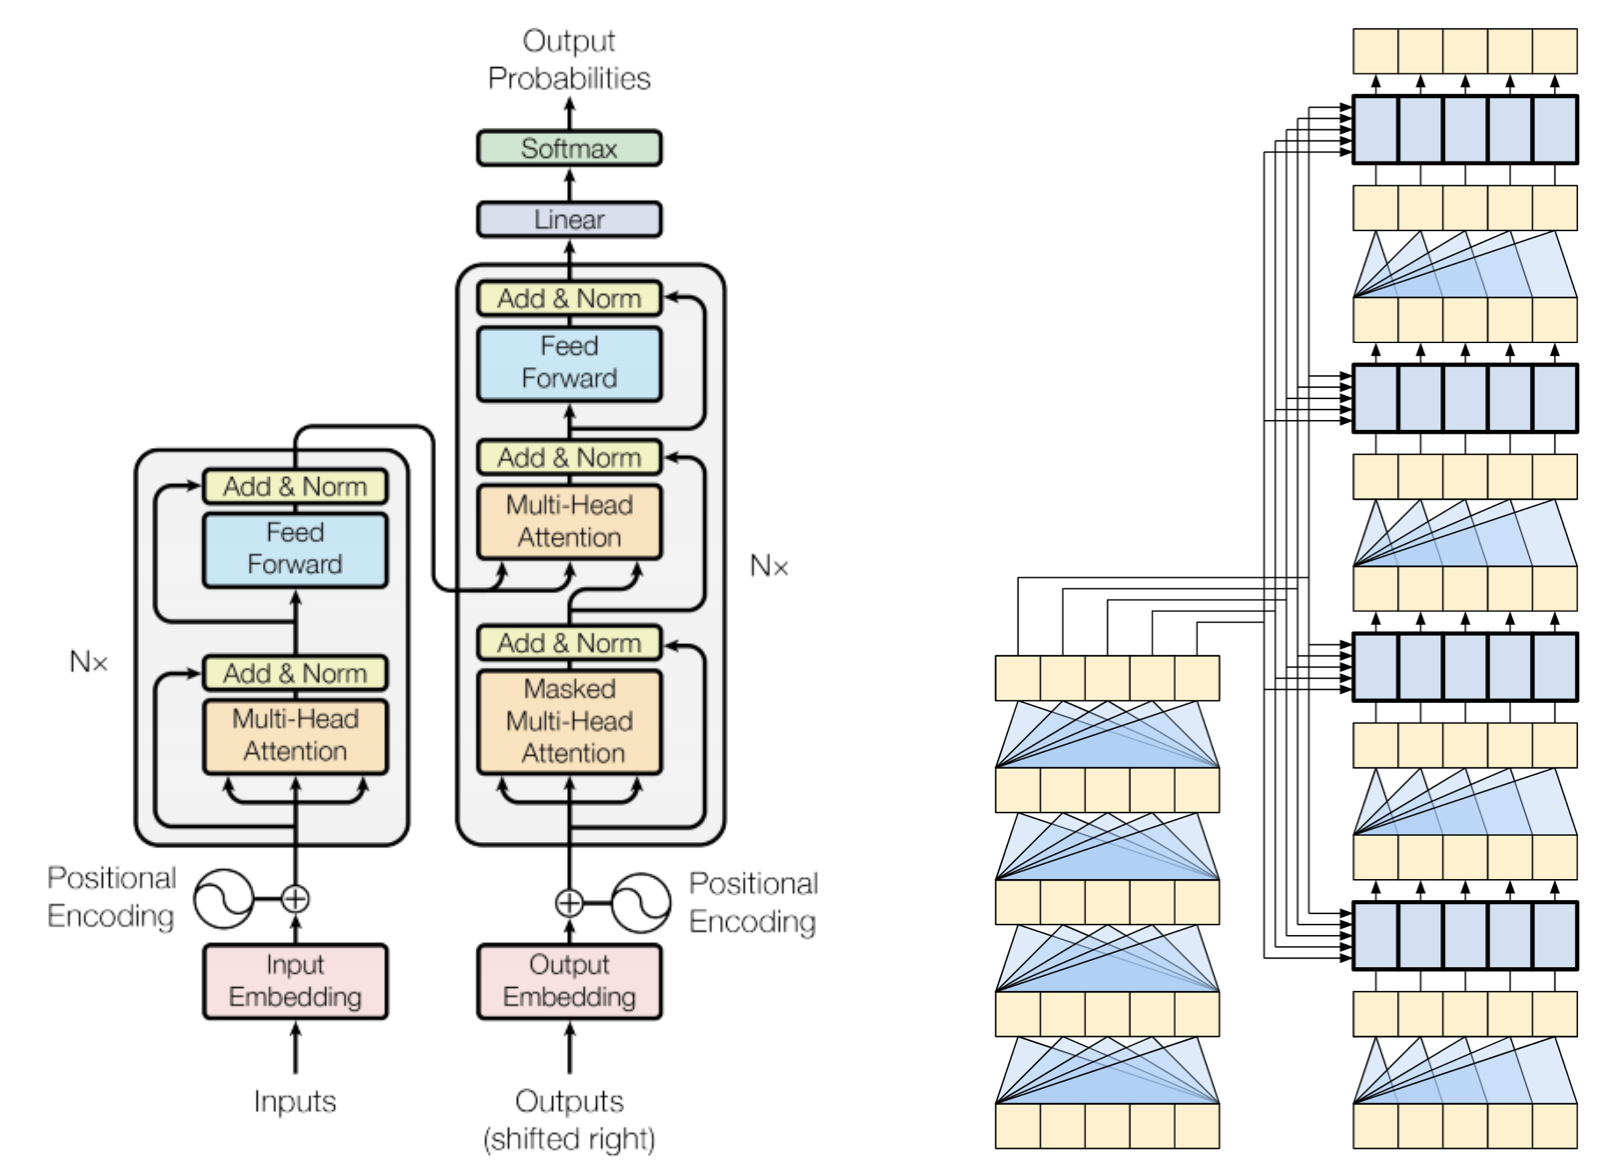 Output
Probabilities
Softmax
Linear
Add & Norm
Feed
Forward
Add & Norm
Multi-Head
Attention
Nx
Add & Norm
Masked
Multi-Head
Attention
Add & Norm
Feed
Forward
Nx
Add & Norm
Multi-Head
Attention
Positional
Encoding
Positional
Encoding
Input
Embedding
Output
Embedding
Inputs
Outputs
(shifted right)